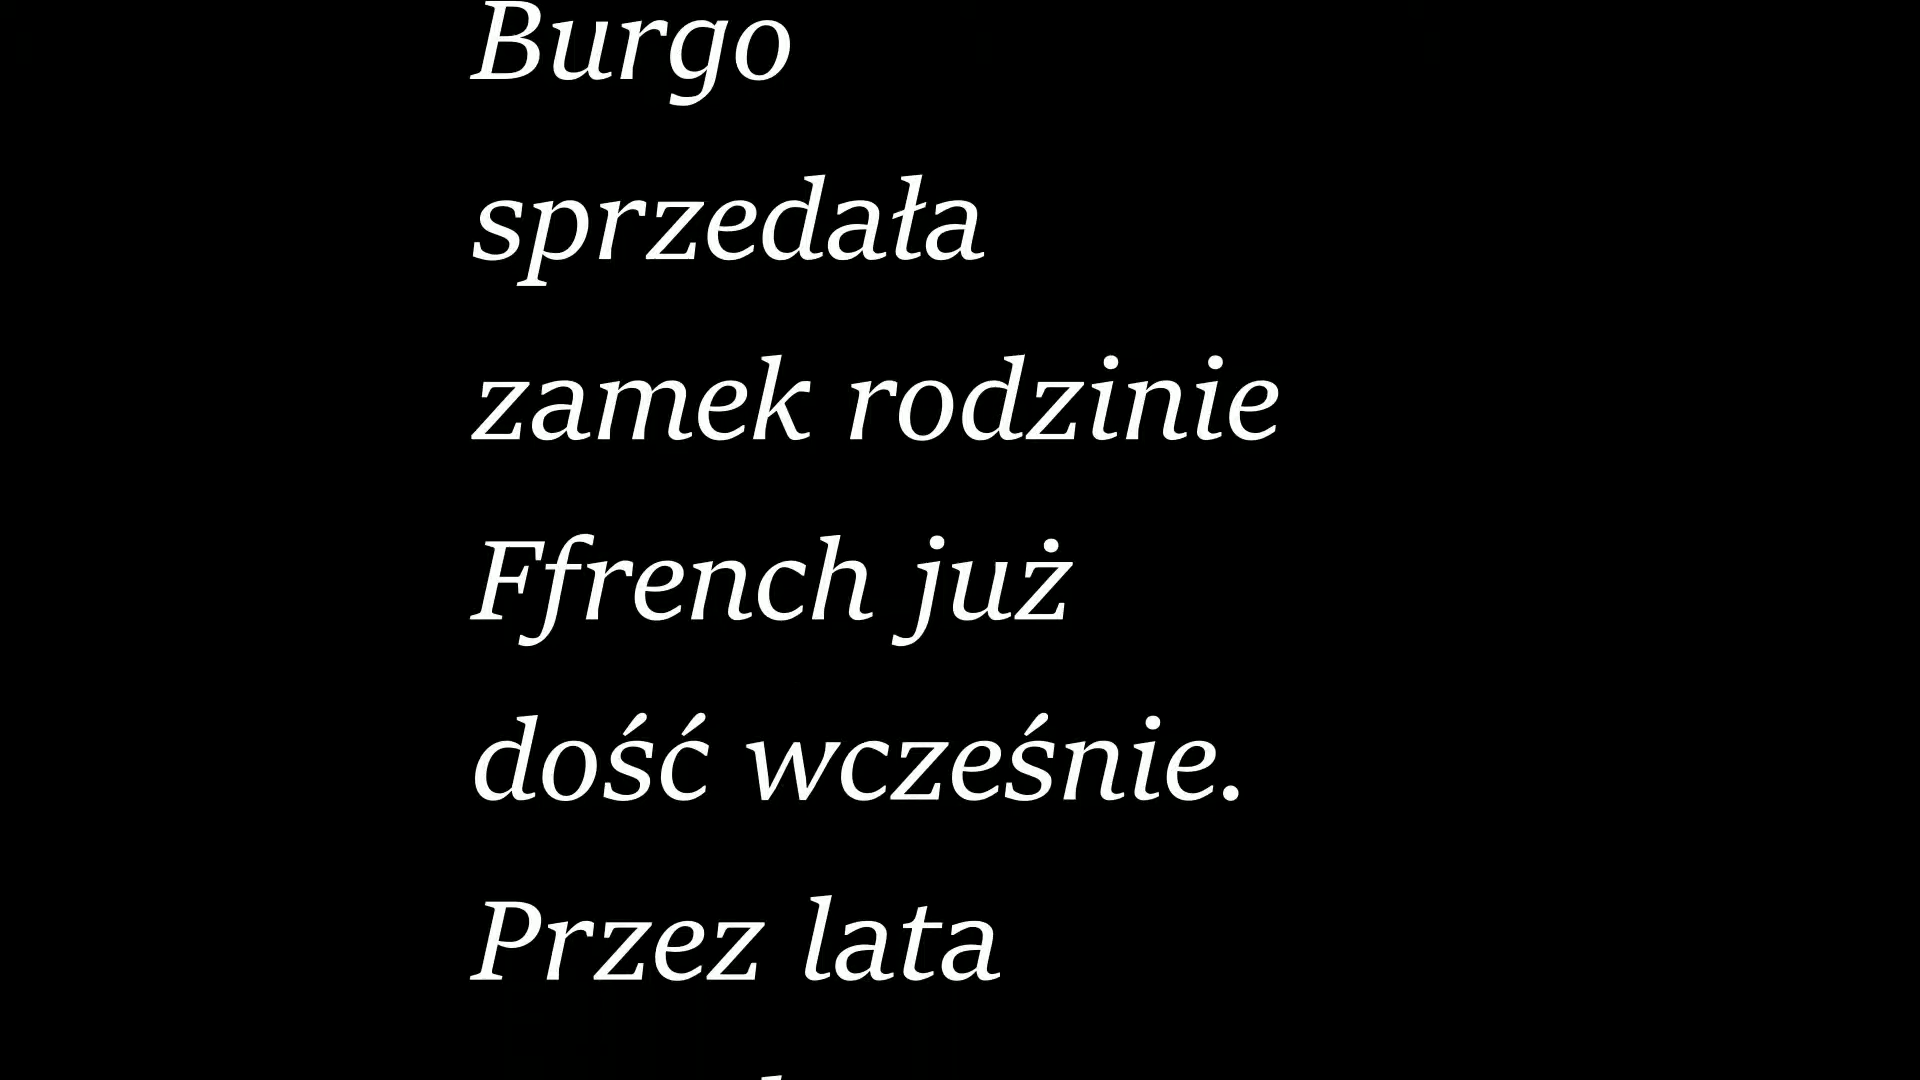 Burgo
sprzedała
zamek rodzinie
Ffrench już
dość wcześnie.
Przez lata